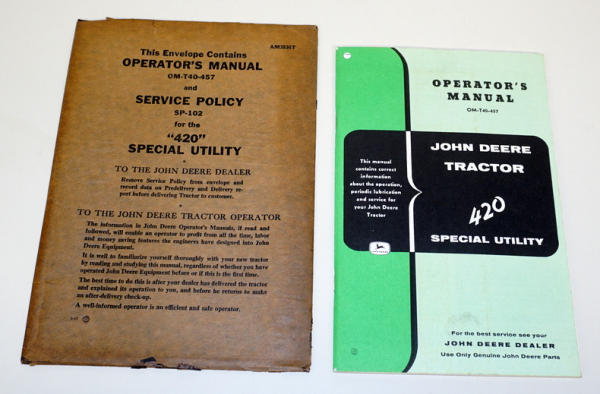 AMHHT
This Envelope Contains
OPERATOR'S MANUAL
OM-T40-457
and
SERVICE POLICY
SP-102
for the
"420"
SPECIAL UTILITY
TO THE JOHN DEERE DEALER
Remove Service Policy from envelope and
record data on Predelivery and Delivery re-
port before delivering Tractor to customer.
TO THE JOHN DEERE TRACTOR OPERATOR
The information in John Deere Operator's Manuals, if read and
followed, will enable an operator to profit from all the time, labor
and money saving features the engineers have designed into John
Deere Equipment.
It is well to familiarize yourself thoroughly with your new tractor
by reading and studying this manual, regardless of whether you have
operated John Deere Equipment before or if this is the first time.
The best time to do this is after your dealer has delivered the tractor
and explained its operation to you, and before he returns to make
an after-delivery check-up.
A well-informed operator is an efficient and safe operator.
OPERATOR'S
MANUAL
OM-T40-457
This manual
contains correct
information
about the operation,
periodic lubrication
and service for
your John Deere
Tractor
JOHN DEERE
TRACTOR
420
SPECIAL UTILITY
For the best service see your
JOHN DEERE DEALER
Use Only Genuine John Deere Parts